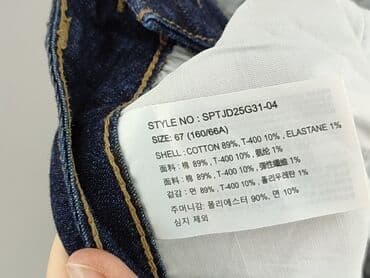 STYLE NO : SPTJD25G31-04
SIZE: 67 (160/66A)
SHELL : COTTON 89%, T-400 10% , ELASTANE 1%
面料 : 棉 89%, T-400 10% , 氨纶 1%
面料 : 棉 89%, T-400 10% , 彈性纖維 1%
겉감 : 면 89%, T-400 10% , 폴리우레탄 1%
주머니감: 폴리에스터 90%, 면 10%
심지 제외